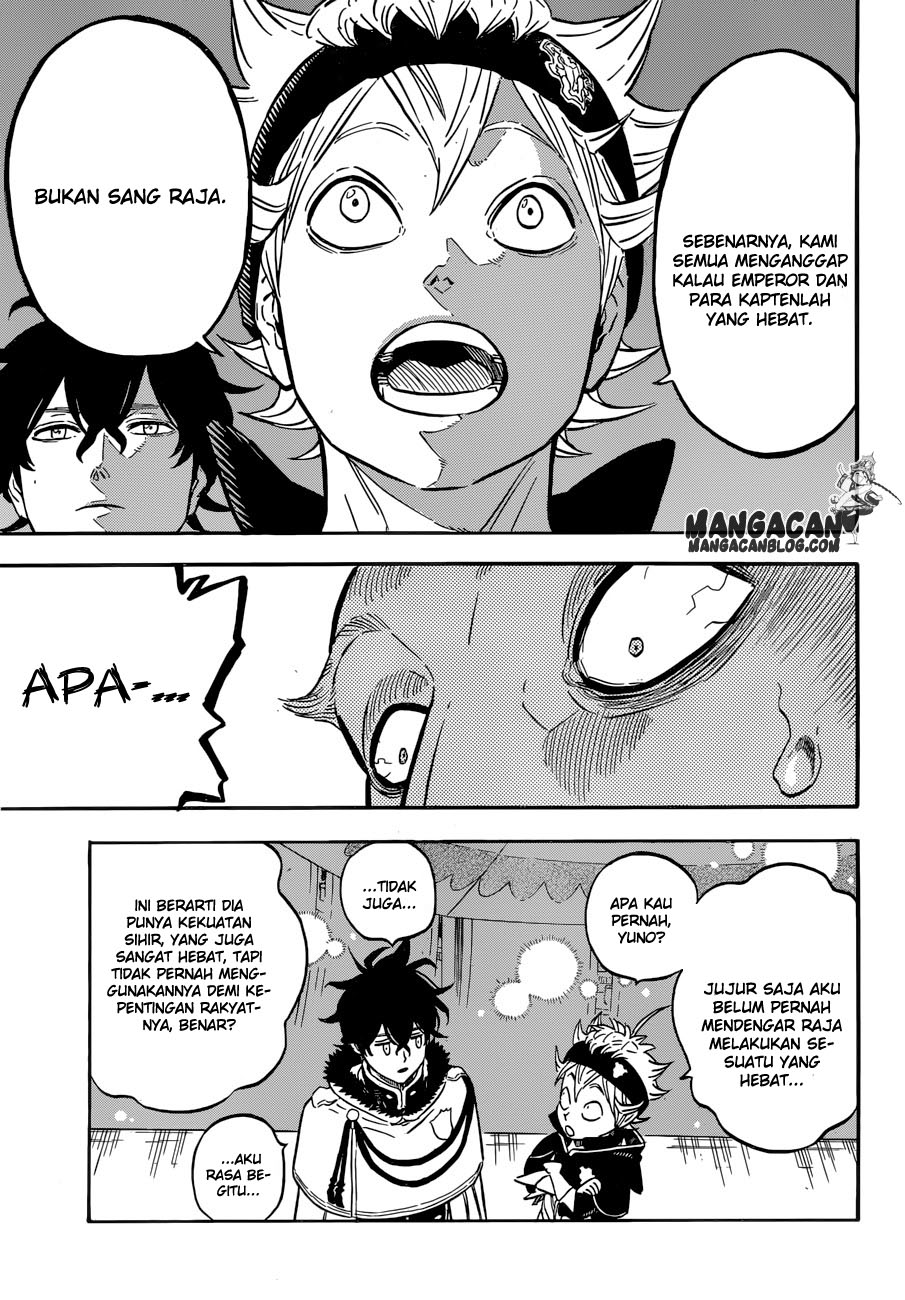 SEBENARNYA, KAMI
SEMUA MENGANGGAP
KALAU EMPEROR DAN
PARA KAPTENLAH
YANG HEBAT.
BUKAN SANG RAJA.
MANGACAN
MANGACANBLOG.COM
APA-...
JUJUR SAJA AKU
BELUM PERNAH
MENDENGAR RAJA
MELAKUKAN SE-
SUATU YANG
HEBAT...
APA KAU
PERNAH,
YUNO?
...TIDAK
JUGA...
INI BERARTI DIA
PUNYA KEKUATAN
SIHIR, YANG JUGA
SANGAT HEBAT, TAPI
TIDAK PERNAH MENG-
GUNAKANNYA DEMI KE-
PENTINGAN RAKYAT-
NYA, BENAR?
...AKU
RASA BE-
GITU...